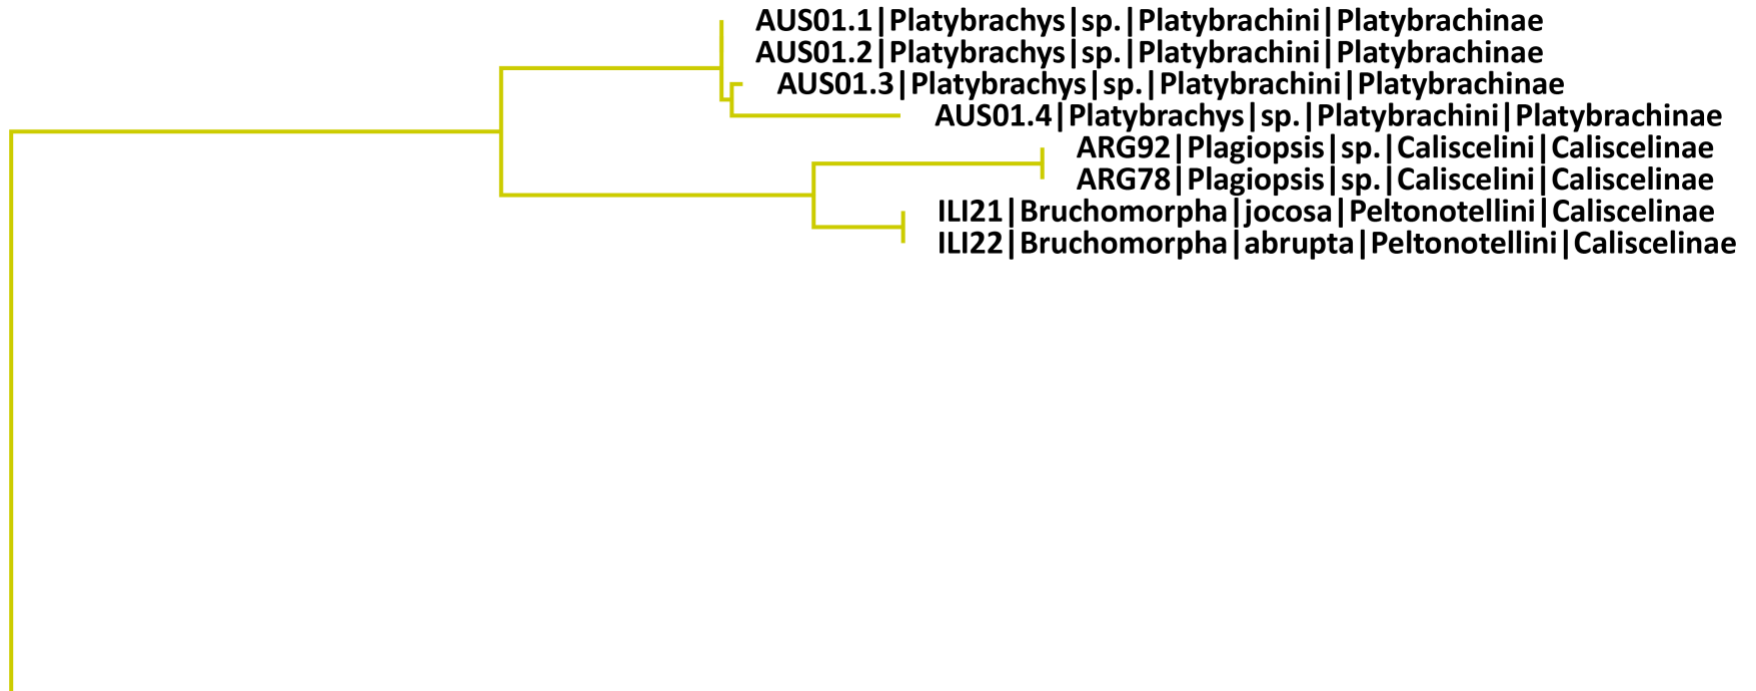 AUS01.1|Platybrachys|sp.|Platybrachini|Platybrachinae
AUS01.2|Platybrachys|sp.|Platybrachini|Platybrachinae
AUS01.3|Platybrachys|sp.|Platybrachini|Platybrachinae
AUS01.4|Platybrachys|sp.|Platybrachini|Platybrachinae
ARG92|Plagiopsis|sp.|Caliscelini|Caliscelinae
ARG78|Plagiopsis|sp.|Caliscelini|Caliscelinae
ILI21|Bruchomorpha|jocosa|Peltonotellini|Caliscelinae
ILI22|Bruchomorpha|abrupta|Peltonotellini|Caliscelinae